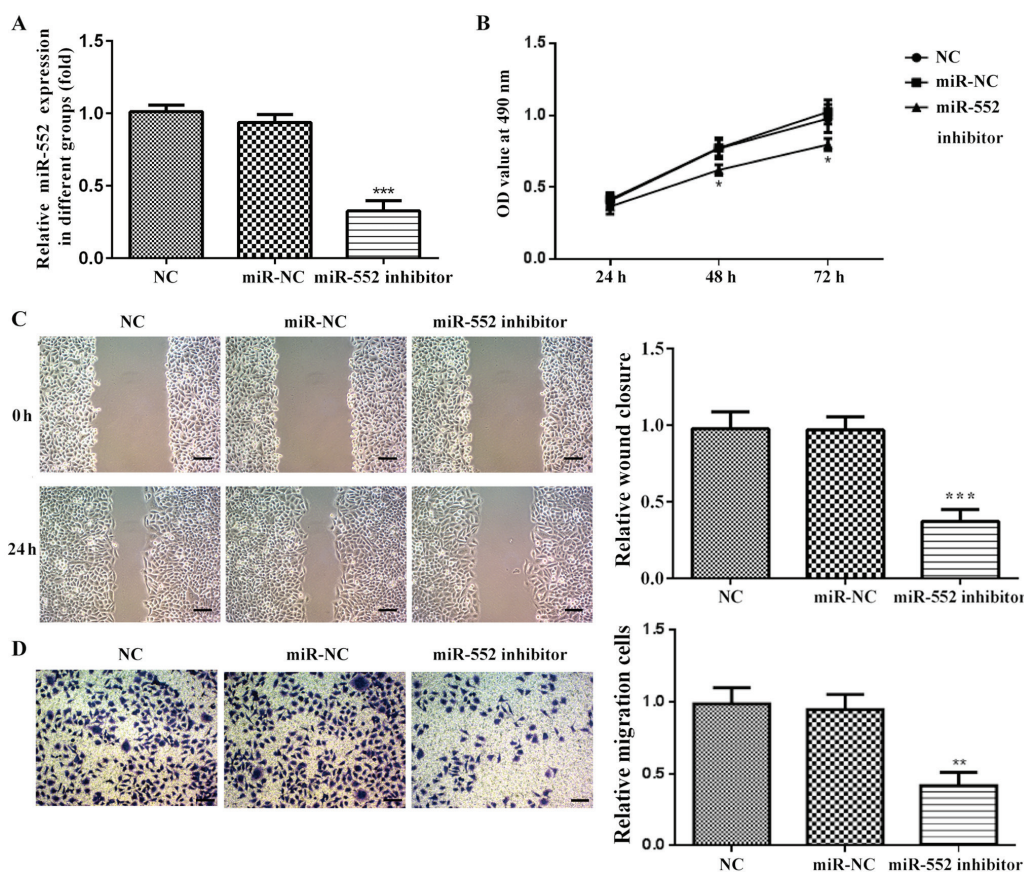 A
Relative miR-552 expression
in different groups (fold)
1.5
1.0
0.5
0.0
***
NC
miR-NC
miR-552 inhibitor
B
OD value at 490 nm
1.5
1.0
0.5
0.0
*
*
24 h
48 h
72 h
NC
miR-NC
miR-552
inhibitor
C
NC
miR-NC
miR-552 inhibitor
0h
24h
Relative wound closure
1.5
1.0
0.5
0.0
***
NC
miR-NC
miR-552 inhibitor
D
NC
miR-NC
miR-552 inhibitor
Relative migration cells
1.5
1.0
0.5
0.0
**
NC
miR-NC
miR-552 inhibitor